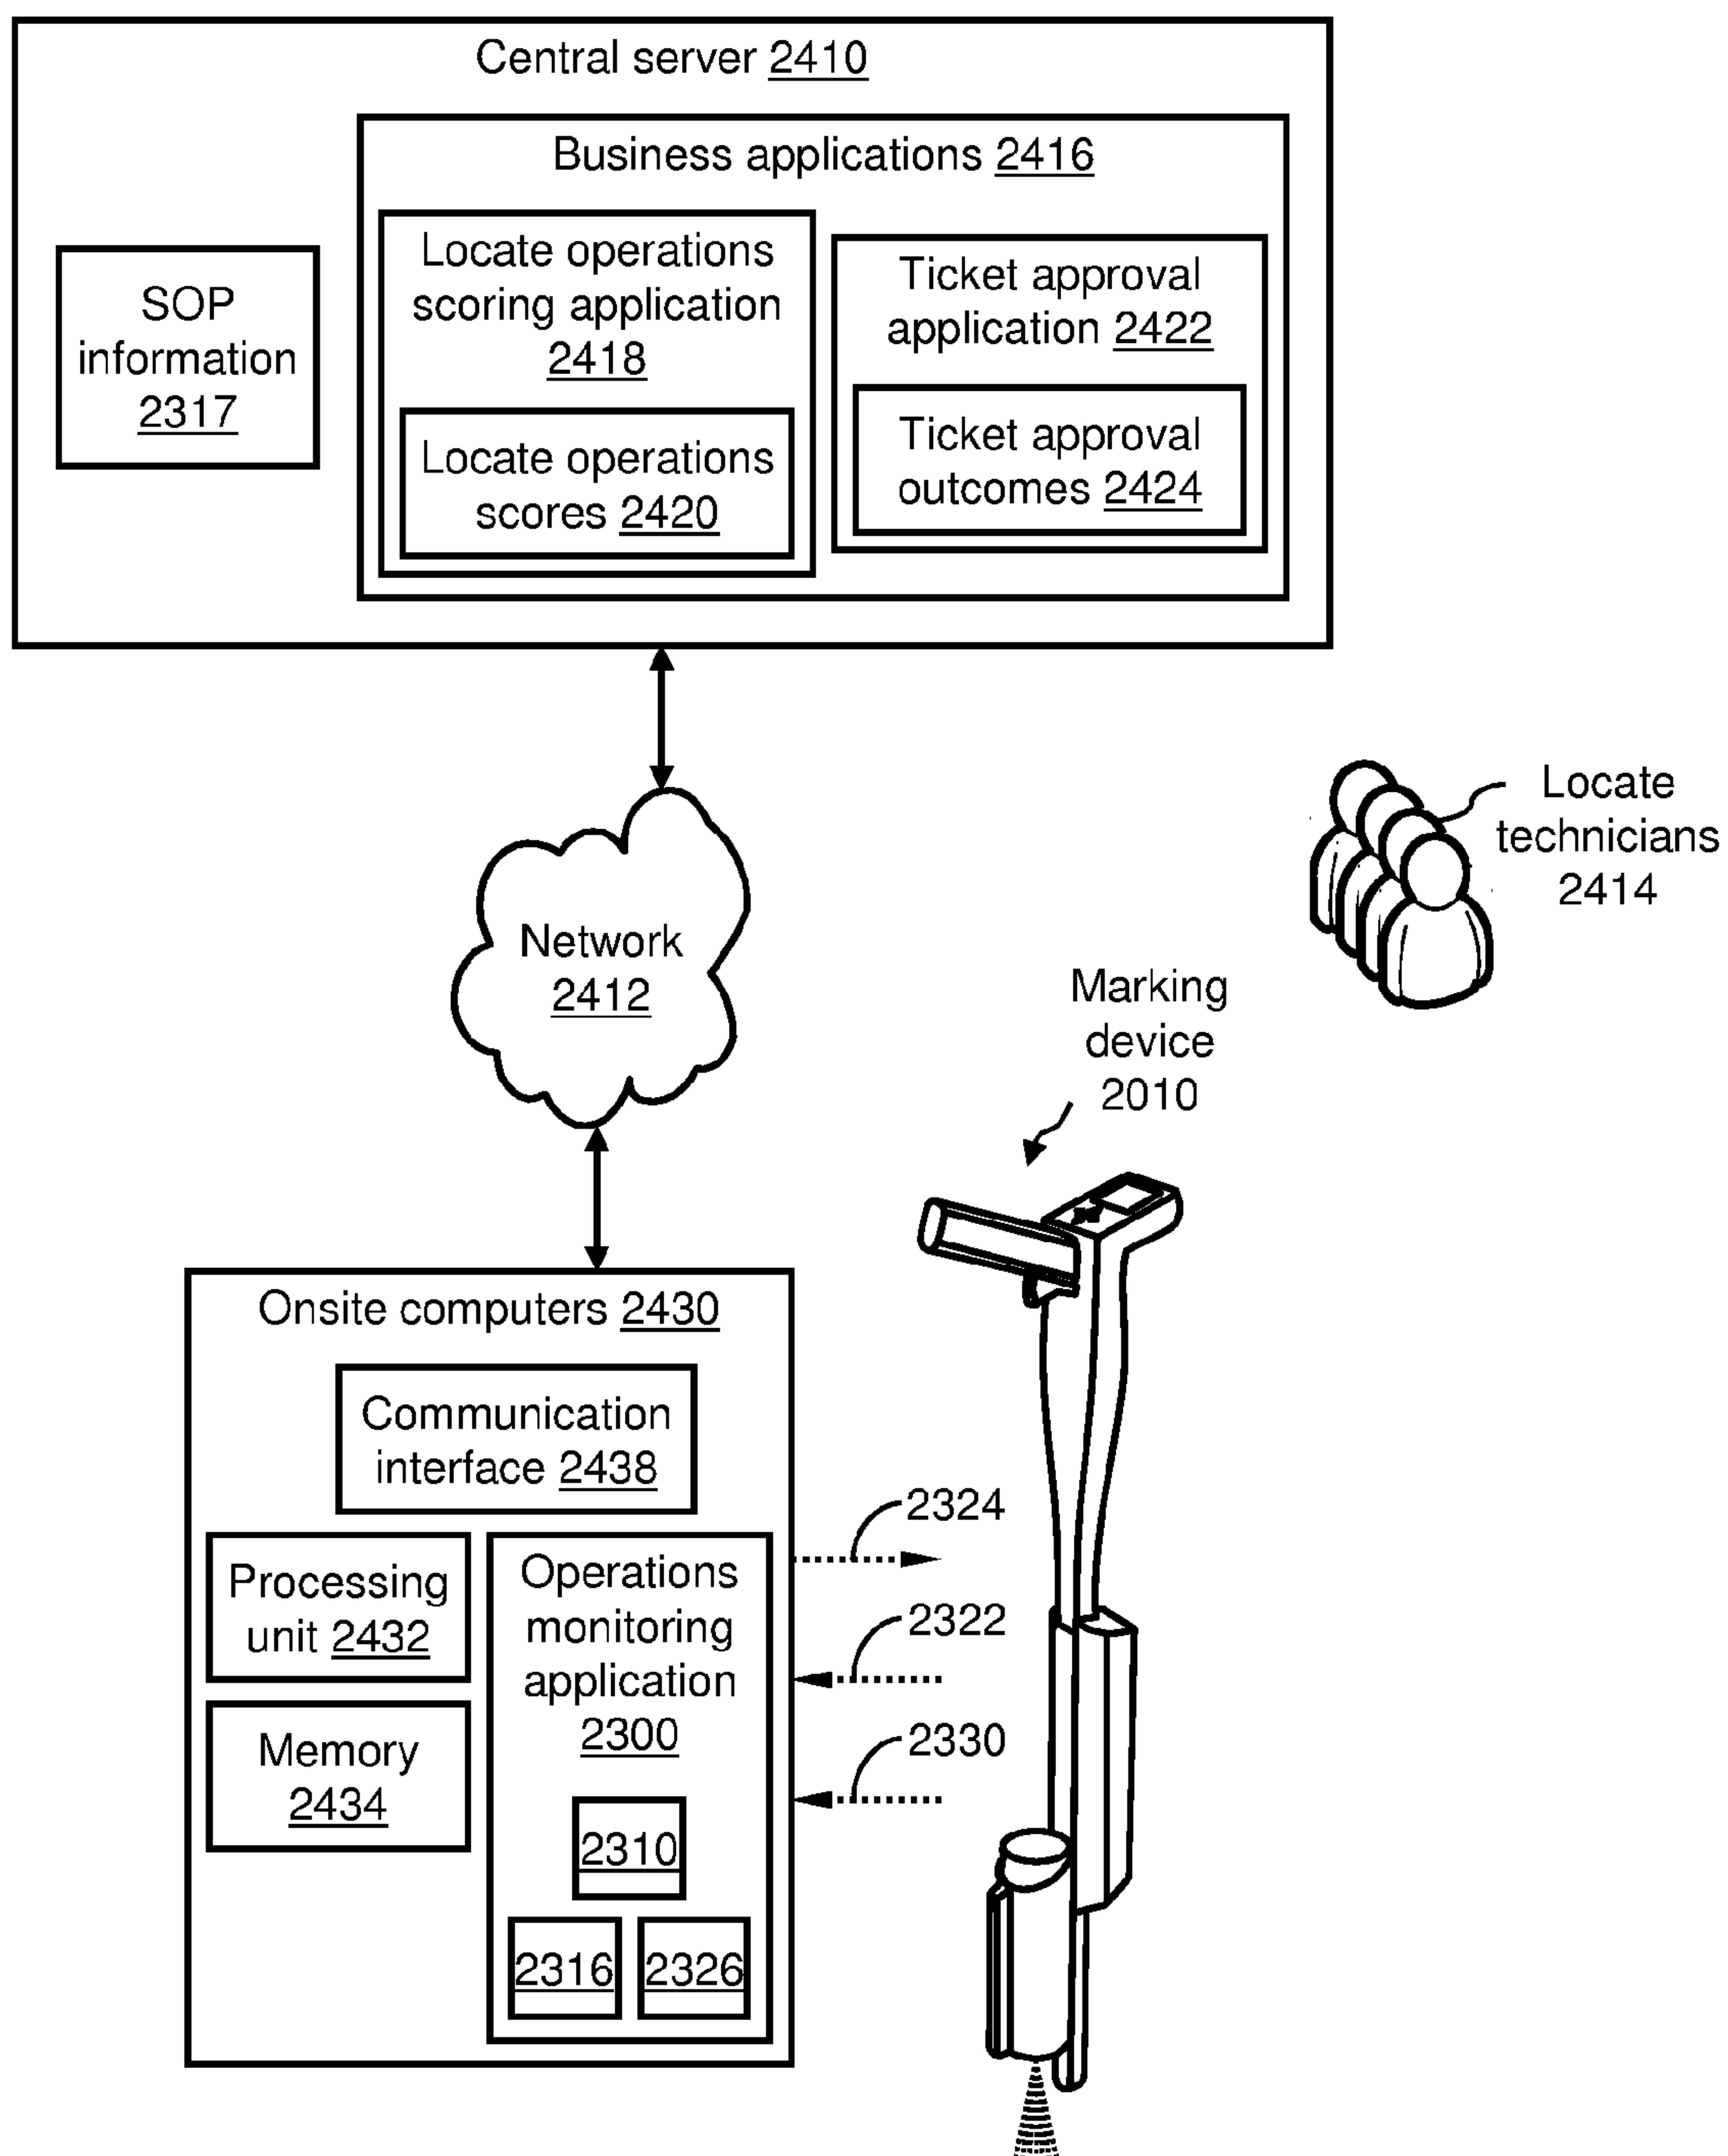 Central server 2410
Business applications 2416
SOP
information
2317
Locate operations
scoring application
2418
Locate operations
scores 2420
Ticket approval
application 2422
Ticket approval
outcomes 2424
Locate
technicians
2414
Network
2412
Marking
device
2010
Onsite computers 2430
Communication
interface 2438
Processing
unit 2432
Memory
2434
Operations
monitoring
application
2300
2310
2316
2326
2324
2322
2330